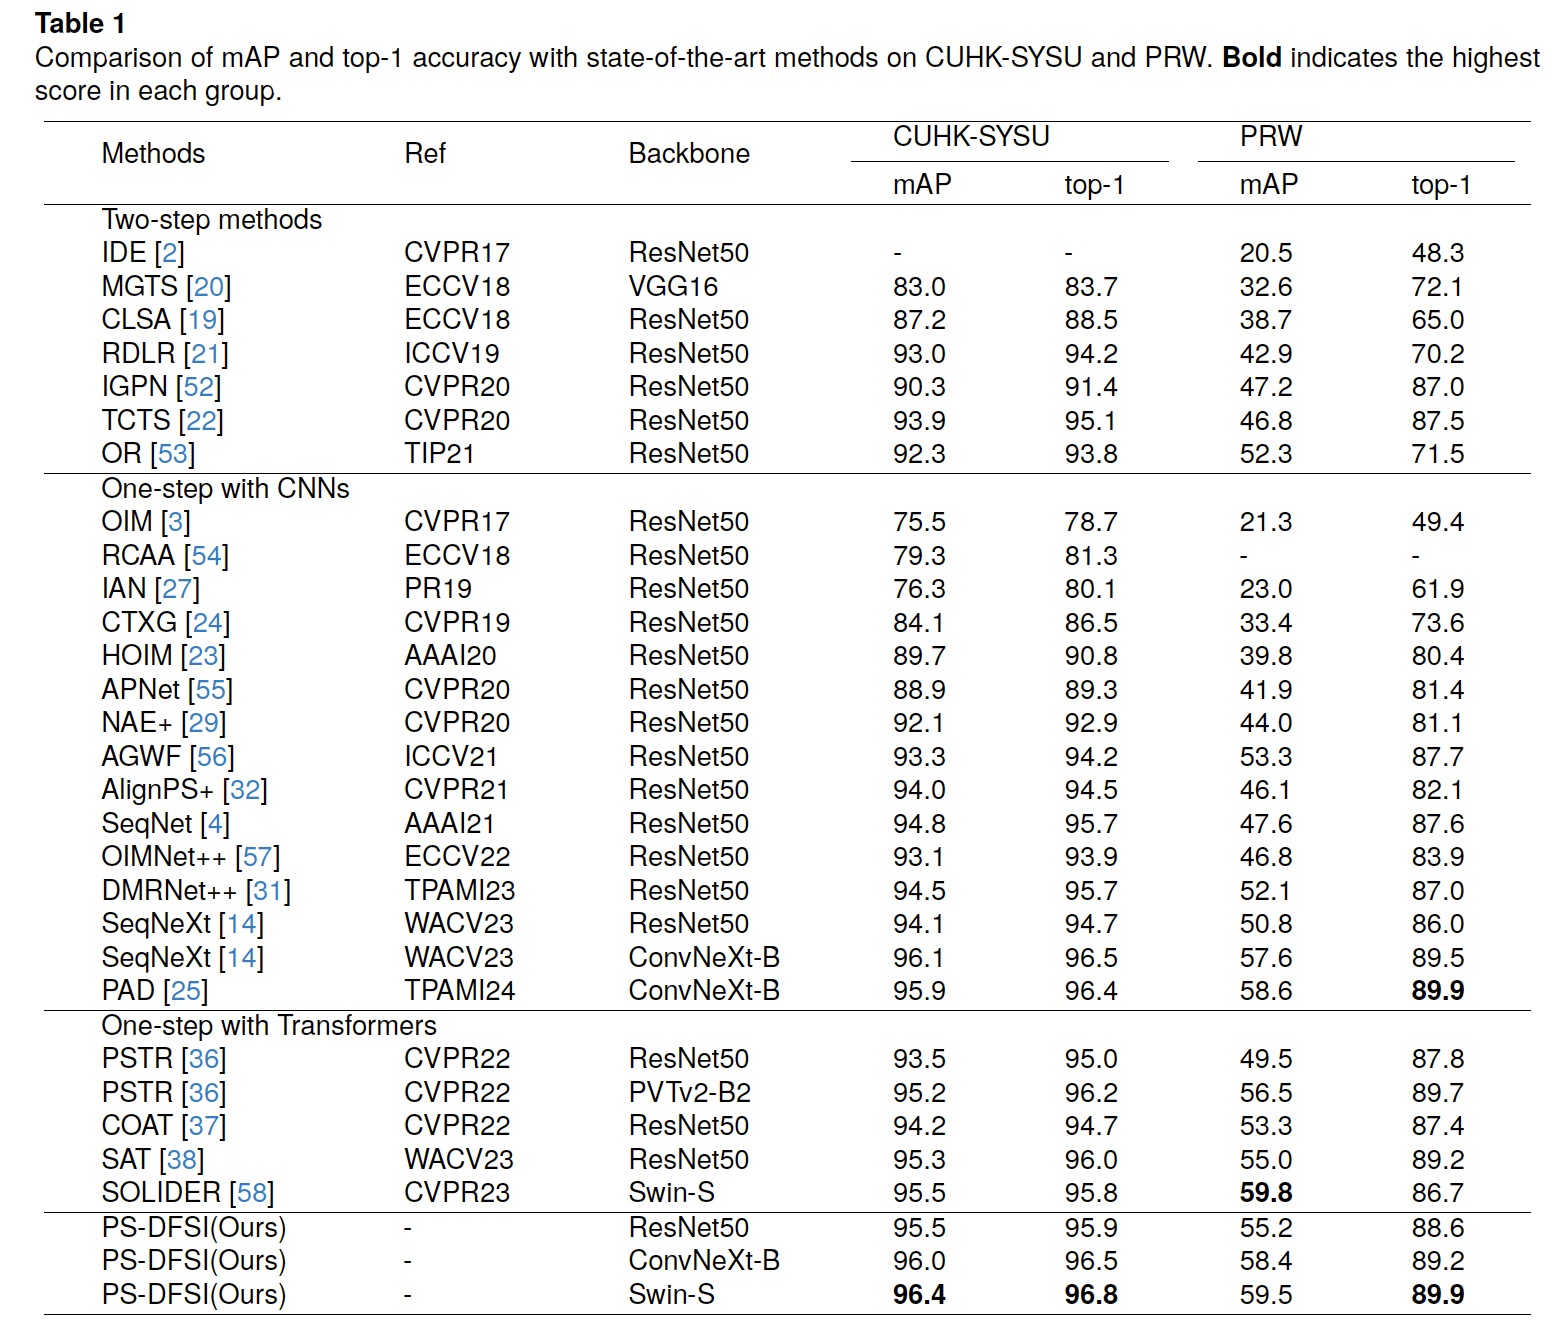 Table 1
Comparison of mAP and top-1 accuracy with state-of-the-art methods on CUHK-SYSU and PRW. Bold indicates the highest
score in each group.
Methods Ref Backbone CUHK-SYSU PRW
mAP top-1 mAP top-1
Two-step methods
IDE [2] CVPR17 ResNet50 - - 20.5 48.3
MGTS [20] ECCV18 VGG16 83.0 83.7 32.6 72.1
CLSA [19] ECCV18 ResNet50 87.2 88.5 38.7 65.0
RDLR [21] ICCV19 ResNet50 93.0 94.2 42.9 70.2
IGPN [52] CVPR20 ResNet50 90.3 91.4 47.2 87.0
TCTS [22] CVPR20 ResNet50 93.9 95.1 46.8 87.5
OR [53] TIP21 ResNet50 92.3 93.8 52.3 71.5
One-step with CNNs
OIM [3] CVPR17 ResNet50 75.5 78.7 21.3 49.4
RCAA [54] ECCV18 ResNet50 79.3 81.3 - -
IAN [27] PR19 ResNet50 76.3 80.1 23.0 61.9
CTXG [24] CVPR19 ResNet50 84.1 86.5 33.4 73.6
HOIM [23] AAAI20 ResNet50 89.7 90.8 39.8 80.4
APNet [55] CVPR20 ResNet50 88.9 89.3 41.9 81.4
NAE+ [29] CVPR20 ResNet50 92.1 92.9 44.0 81.1
AGWF [56] ICCV21 ResNet50 93.3 94.2 53.3 87.7
AlignPS+ [32] CVPR21 ResNet50 94.0 94.5 46.1 82.1
SeqNet [4] AAAI21 ResNet50 94.8 95.7 47.6 87.6
OIMNet++ [57] ECCV22 ResNet50 93.1 93.9 46.8 83.9
DMRNet++ [31] TPAMI23 ResNet50 94.5 95.7 52.1 87.0
SeqNeXt [14] WACV23 ResNet50 94.1 94.7 50.8 86.0
SeqNeXt [14] WACV23 ConvNeXt-B 96.1 96.5 57.6 89.5
PAD [25] TPAMI24 ConvNeXt-B 95.9 96.4 58.6 89.9
One-step with Transformers
PSTR [36] CVPR22 ResNet50 93.5 95.0 49.5 87.8
PSTR [36] CVPR22 PVTv2-B2 95.2 96.2 56.5 89.7
COAT [37] CVPR22 ResNet50 94.2 94.7 53.3 87.4
SAT [38] WACV23 ResNet50 95.3 96.0 55.0 89.2
SOLIDER [58] CVPR23 Swin-S 95.5 95.8 59.8 86.7
PS-DFSI(Ours) - ResNet50 95.5 95.9 55.2 88.6
PS-DFSI(Ours) - ConvNeXt-B 96.0 96.5 58.4 89.2
PS-DFSI(Ours) - Swin-S 96.4 96.8 59.5 89.9